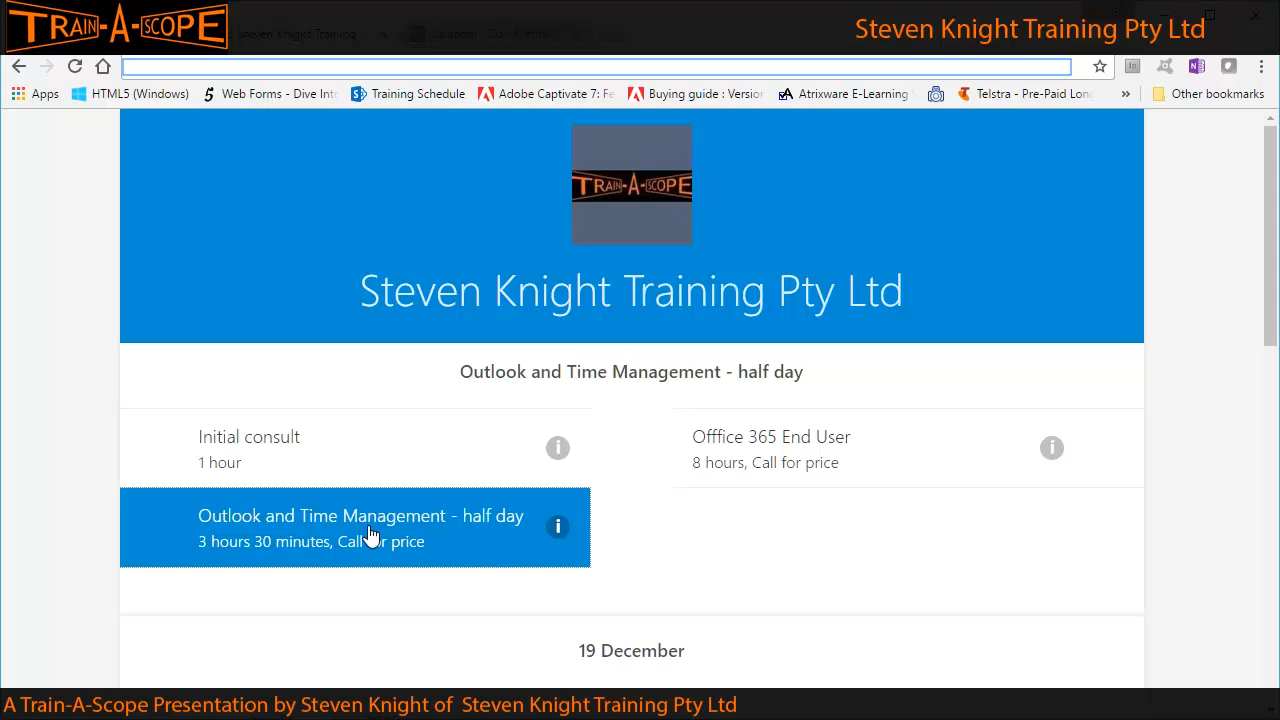 TRAIN-A-SCOPE
Steven Knight Training Pty Ltd
Apps
HTML5 (Windows)
Web Forms - Dive Into
Training Schedule
Adobe Captivate 7: Fe
Buying guide : Version
Atrixware E-Learning
Telstra - Pre-Paid Long
»
Other bookmarks
TRAIN-A-SCOPE
Steven Knight Training Pty Ltd
Outlook and Time Management - half day
Initial consult
1 hour
Offfice 365 End User
8 hours, Call for price
Outlook and Time Management - half day
3 hours 30 minutes, Call for price
19 December
A Train-A-Scope Presentation by Steven Knight of  Steven Knight Training Pty Ltd